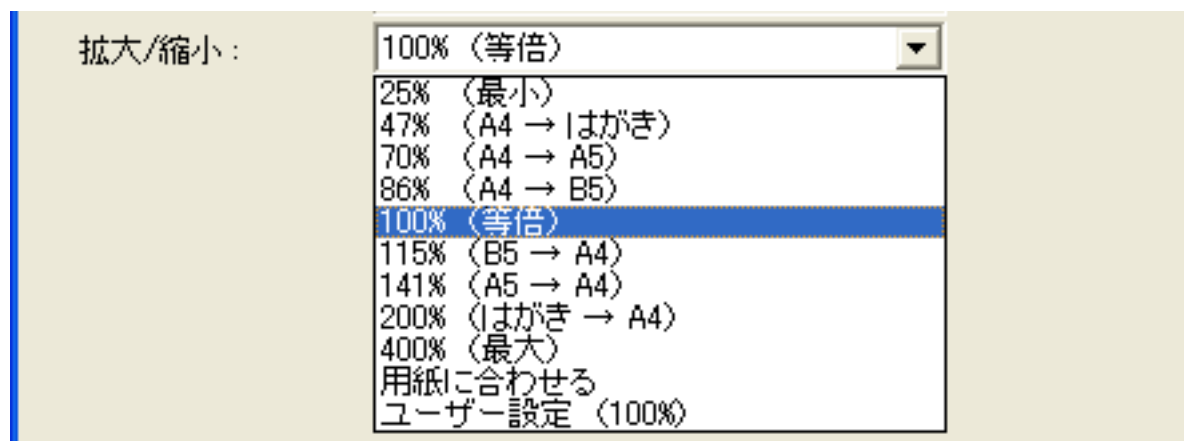 拡大/縮小: 100% (等倍)
25% (最小)
47% (A4 → はがき)
70% (A4 → A5)
86% (A4 → B5)
100% (等倍)
115% (B5 → A4)
141% (A5 → A4)
200% (はがき → A4)
400% (最大)
用紙に合わせる
ユーザー設定 (100%)